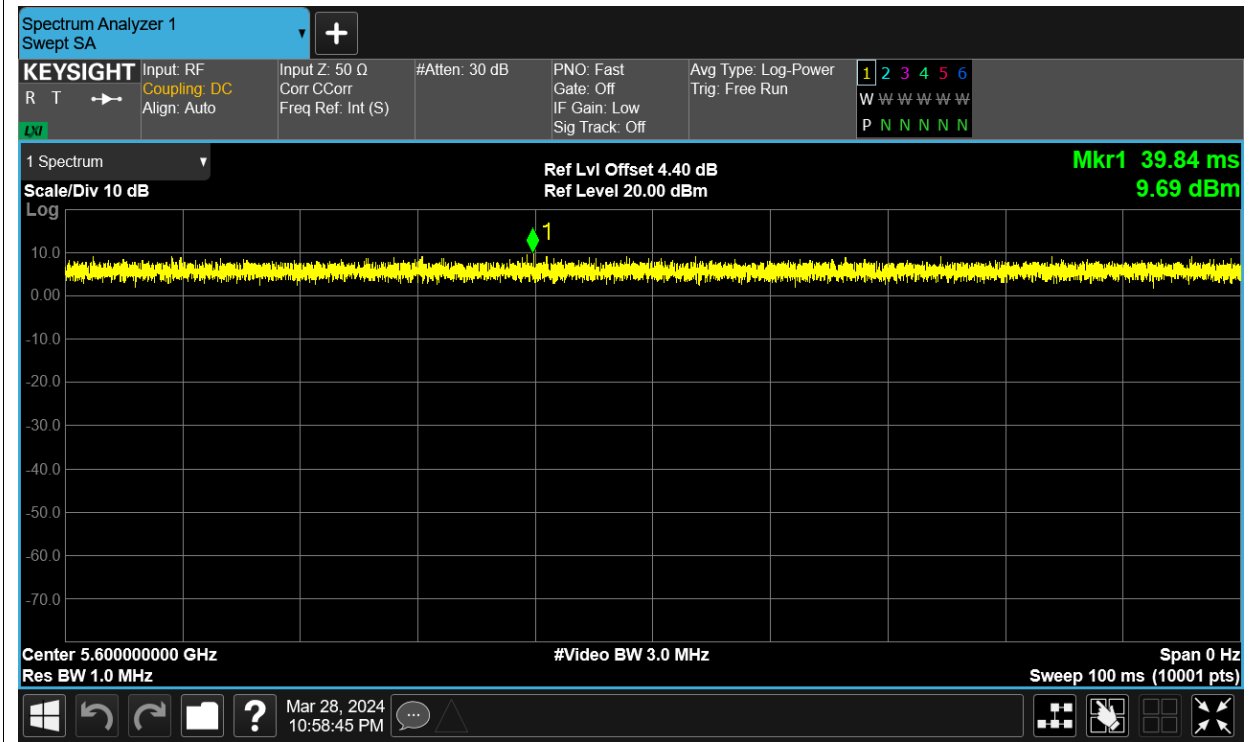 Spectrum Analyzer 1
Swept SA
KEYSIGHT
R T
LXI
Input: RF
Coupling: DC
Align: Auto
Input Z: 50 Ω
Corr CCorr
Freq Ref: Int (S)
#Atten: 30 dB
PNO: Fast
Gate: Off
IF Gain: Low
Sig Track: Off
Avg Type: Log-Power
Trig: Free Run
1 2 3 4 5 6
W W W W W W
P N N N N N
1 Spectrum
Scale/Div 10 dB
Ref Lvl Offset 4.40 dB
Ref Level 20.00 dBm
Mkr1 39.84 ms
9.69 dBm
Log
1
10.0
0.00
-10.0
-20.0
-30.0
-40.0
-50.0
-60.0
-70.0
Center 5.600000000 GHz
Res BW 1.0 MHz
#Video BW 3.0 MHz
Span 0 Hz
Sweep 100 ms (10001 pts)
?
Mar 28, 2024
10:58:45 PM